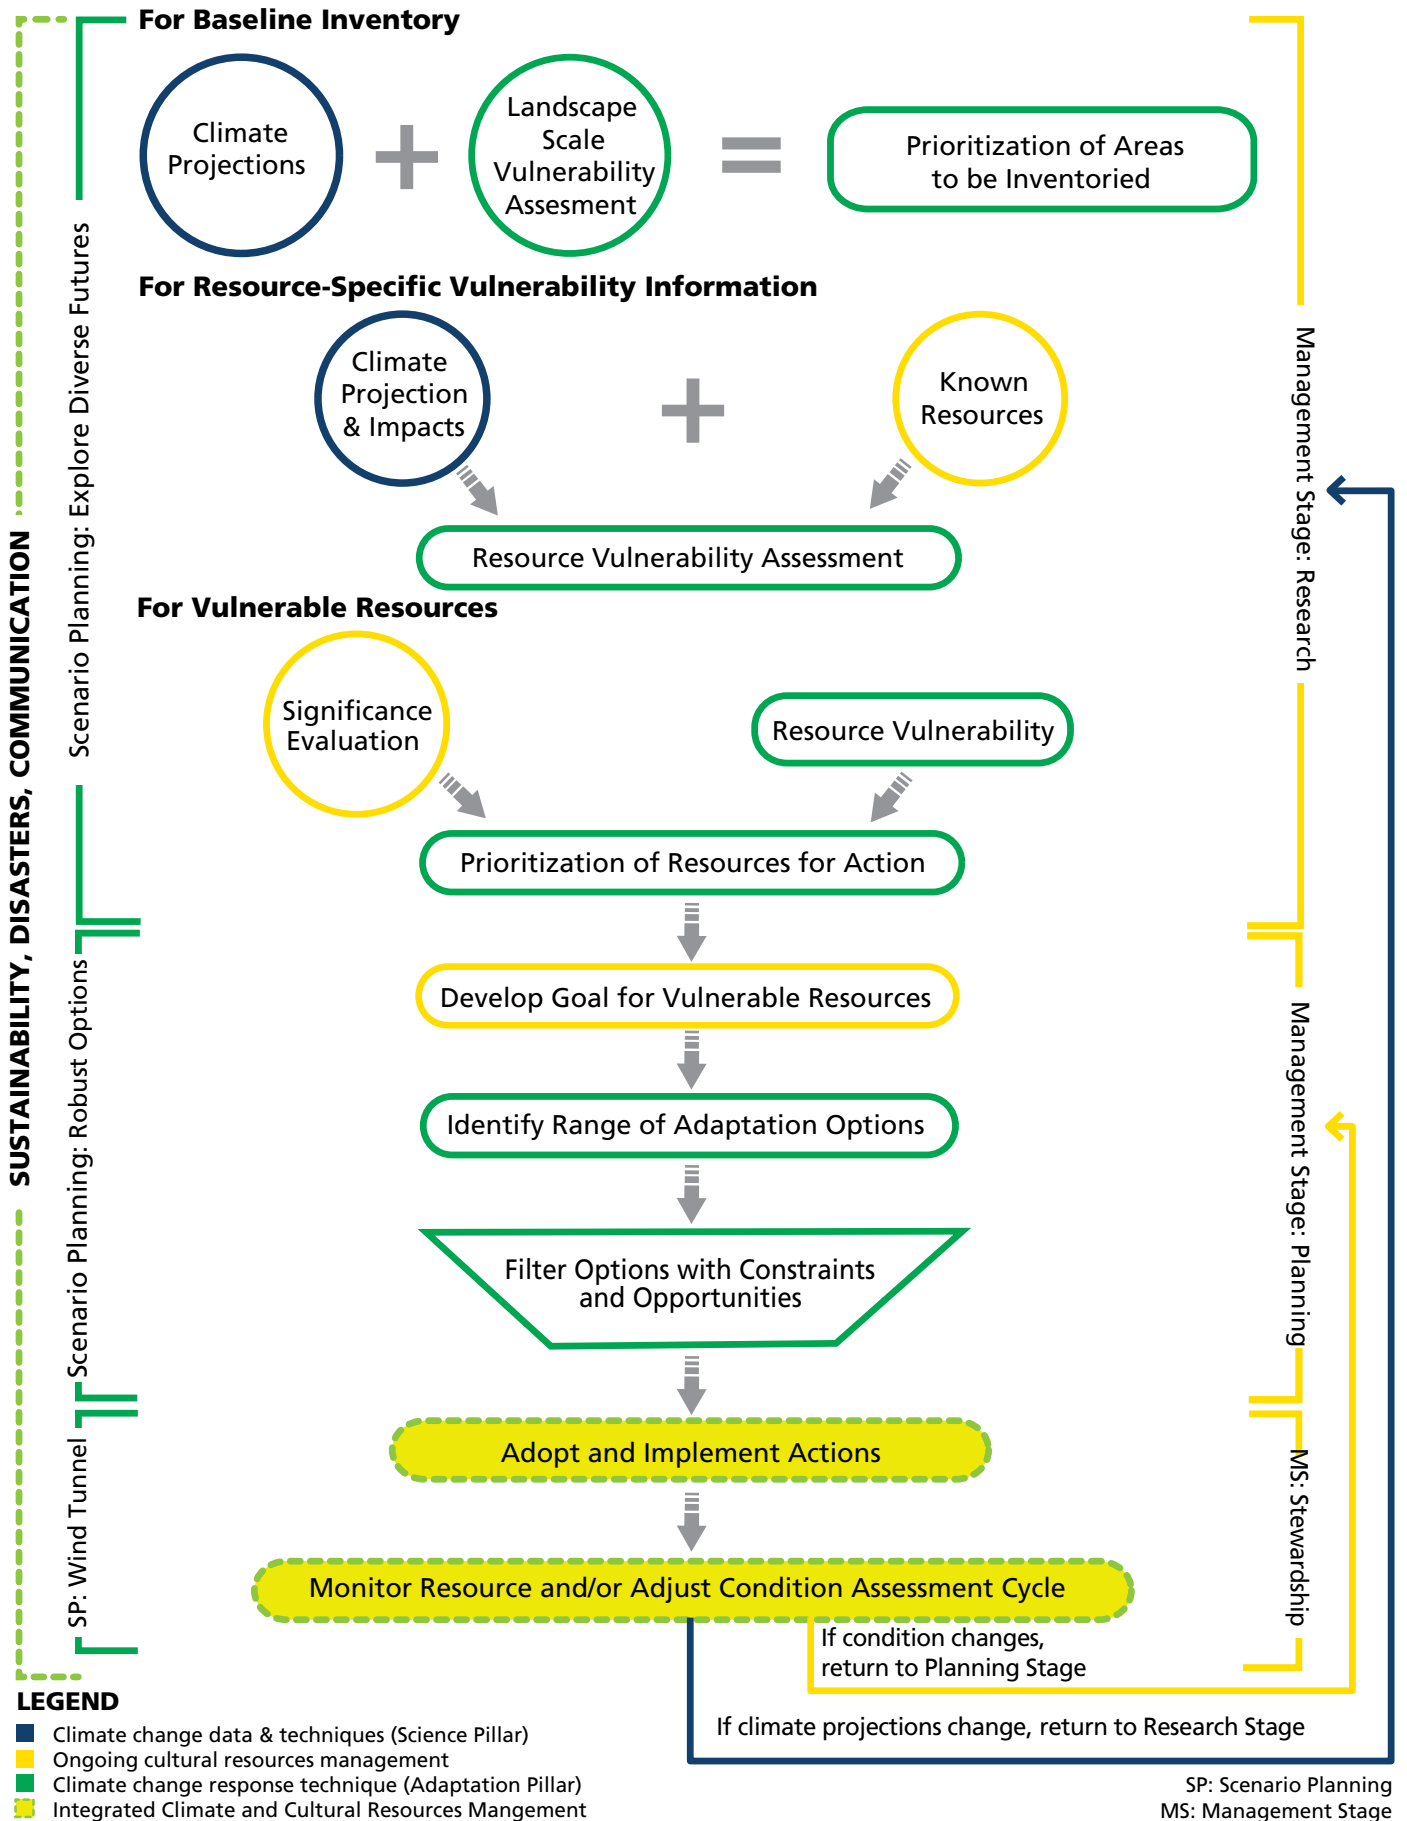 For Baseline Inventory
Climate
Projections
Landscape
Scale
Vulnerability
Assesment
Prioritization of Areas
to be Inventoried
For Resource-Specific Vulnerability Information
Climate
Projection
& Impacts
Known
Resources
Resource Vulnerability Assessment
For Vulnerable Resources
Significance
Evaluation
Resource Vulnerability
Prioritization of Resources for Action
Develop Goal for Vulnerable Resources
Identify Range of Adaptation Options
Filter Options with Constraints
and Opportunities
Adopt and Implement Actions
Monitor Resource and/or Adjust Condition Assessment Cycle
If condition changes,
return to Planning Stage
If climate projections change, return to Research Stage
SUSTAINABILITY, DISASTERS, COMMUNICATION
Scenario Planning: Explore Diverse Futures
Scenario Planning: Robust Options
SP: Wind Tunnel
Management Stage: Research
Management Stage: Planning
MS: Stewardship
LEGEND
Climate change data & techniques (Science Pillar)
Ongoing cultural resources management
Climate change response technique (Adaptation Pillar)
Integrated Climate and Cultural Resources Mangement
SP: Scenario Planning
MS: Management Stage